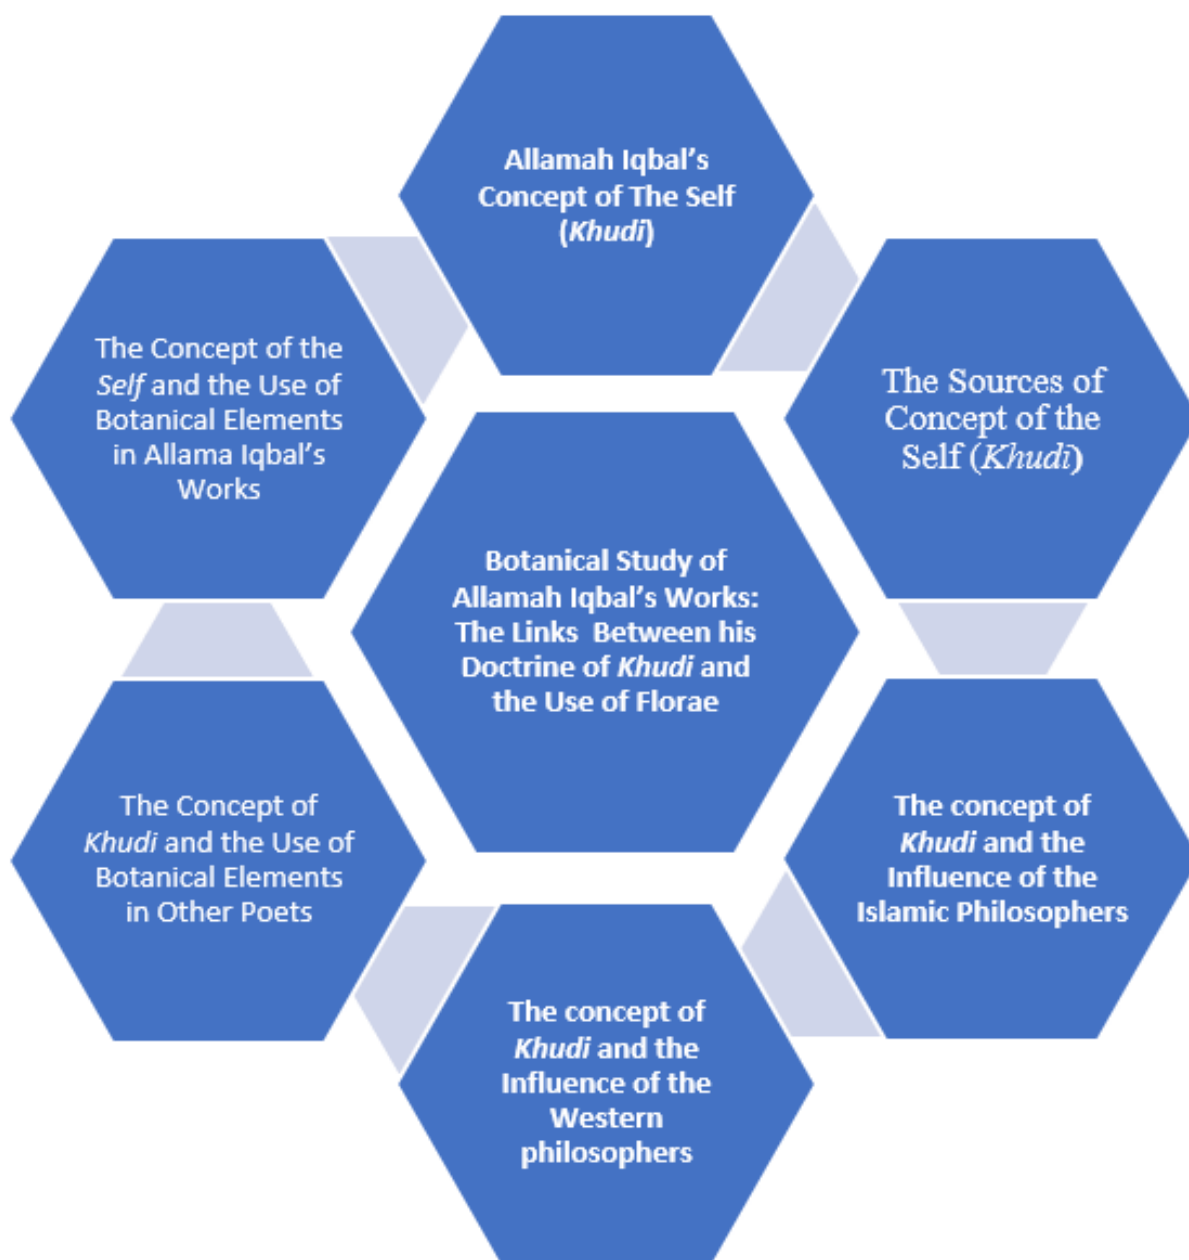 Allamah Iqbal’s
Concept of The Self
(Khudi)
The Sources of
Concept of the
Self (Khudi)
The concept of
Khudi and the
Influence of the
Islamic Philosophers
The concept of
Khudi and the
Influence of the
Western
philosophers
The Concept of
Khudi and the Use of
Botanical Elements
in Other Poets
The Concept of the
Self and the Use of
Botanical Elements
in Allama Iqbal’s
Works
Botanical Study of
Allamah Iqbal’s Works:
The Links Between his
Doctrine of Khudi and
the Use of Florae